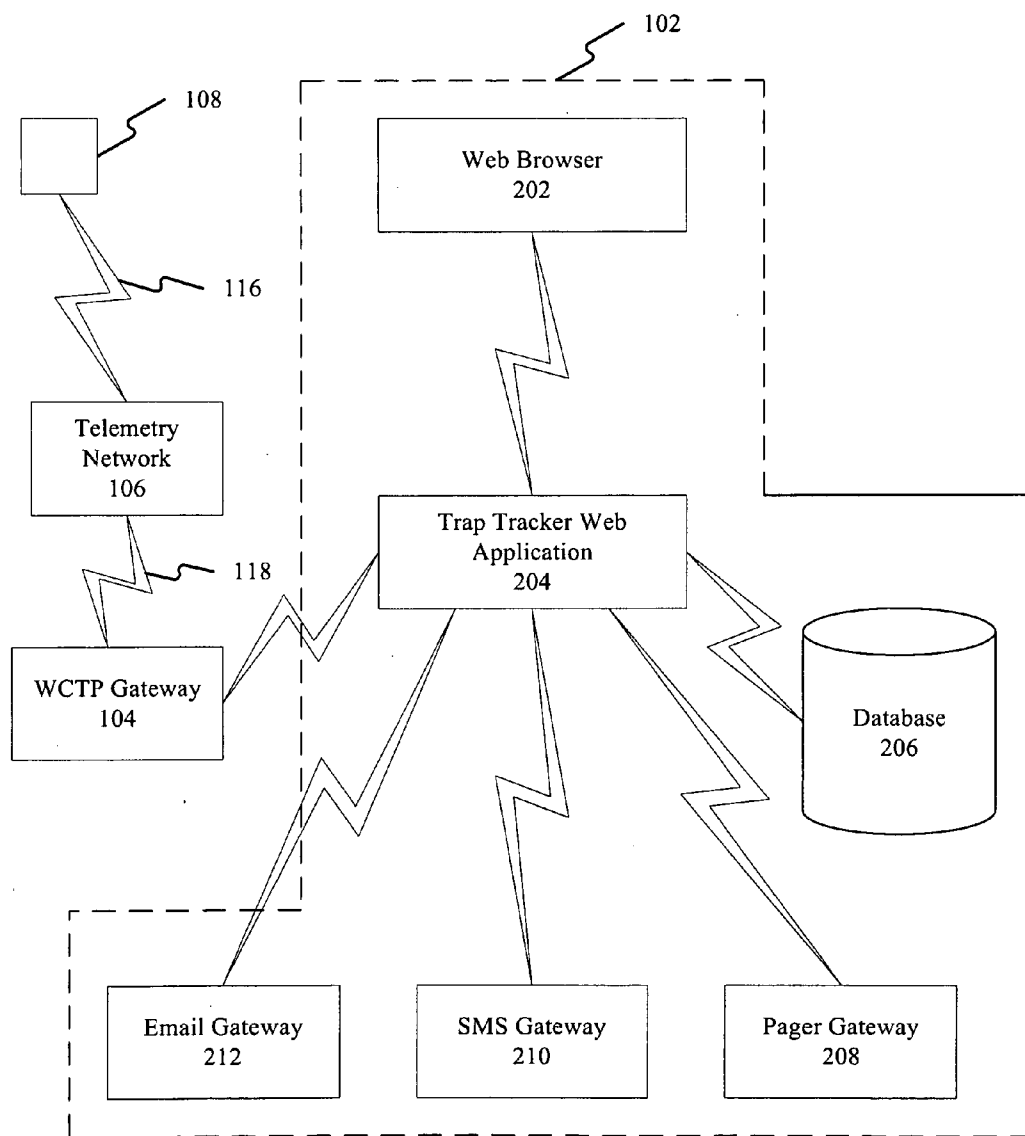 102
108
Web Browser
202
116
Telemetry
Network
106
Trap Tracker Web
Application
204
118
WCTP Gateway
104
Database
206
Email Gateway
212
SMS Gateway
210
Pager Gateway
208